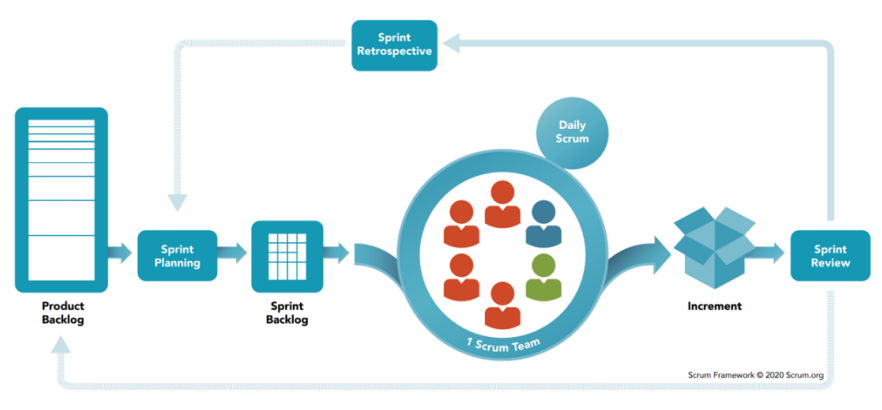 Sprint
Retrospective
Daily
Scrum
Sprint
Planning
Sprint
Review
Product
Backlog
Sprint
Backlog
Increment
1 Scrum Team
Scrum Framework © 2020 Scrum.org